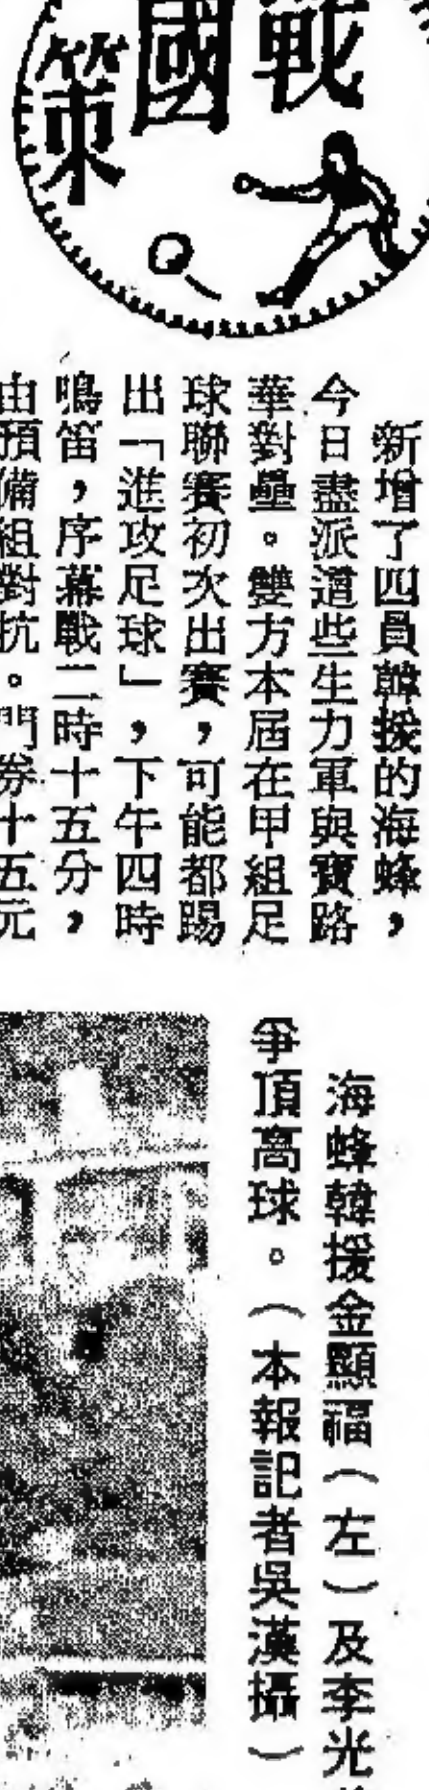 戰
國
策
新增了四員韓援的海蜂，
今日盡派這些生力軍與寶路
華對壘。雙方本屆在甲組足
球聯賽初次出賽，可能都踢
出「進攻足球」，下午四時
鳴笛，序幕戰二時十五分，
由預備組對抗。門券十五元
海蜂韓援金顯福（左）及李光
爭頂高球。（本報記者吳漢攝）